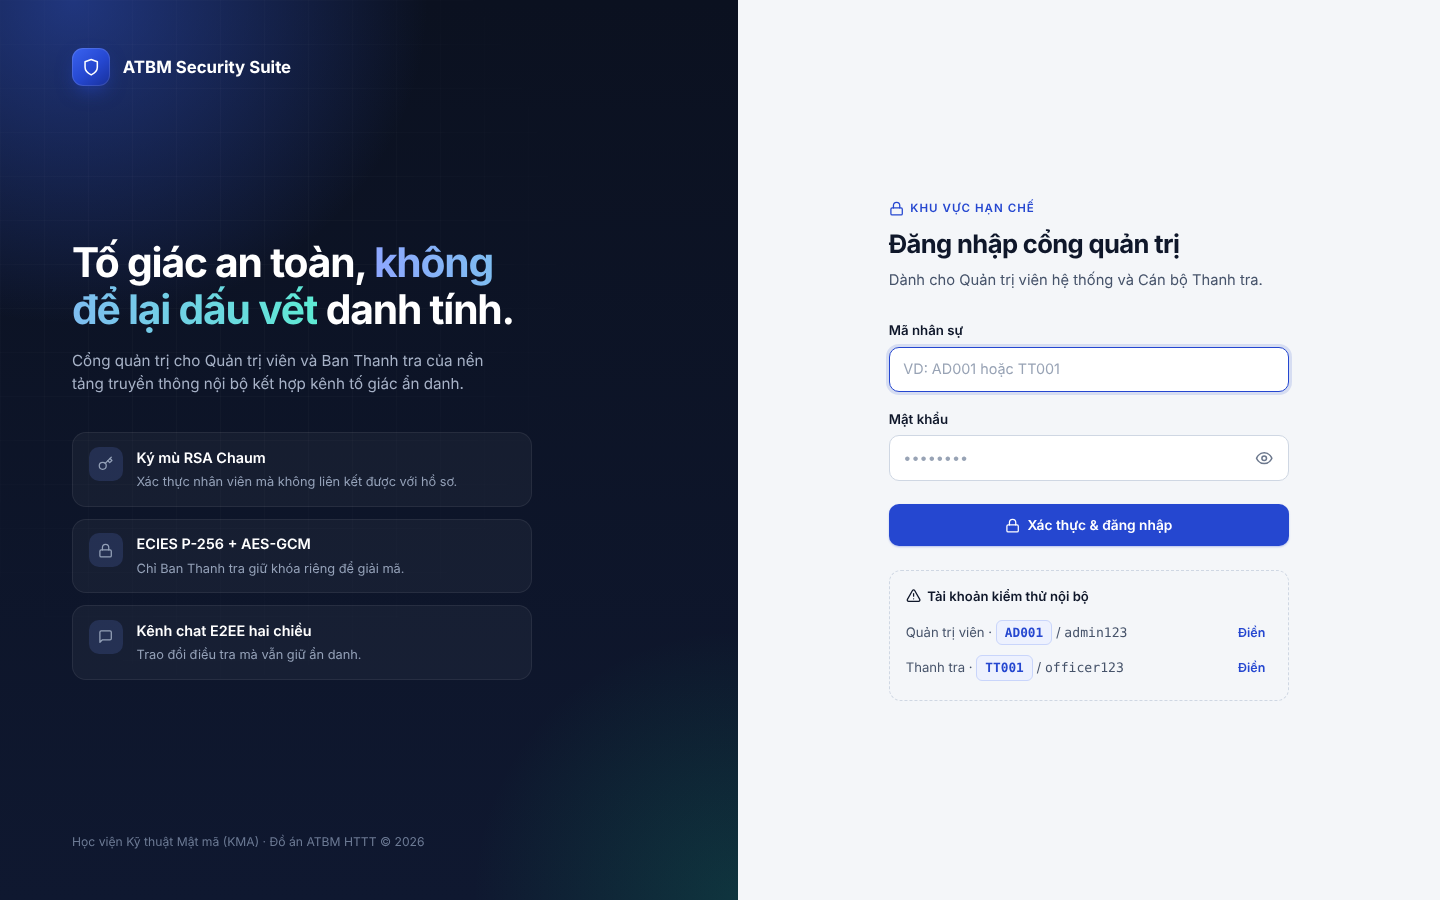 ATBM Security Suite
Tố giác an toàn, không
để lại dấu vết danh tính.
Cổng quản trị cho Quản trị viên và Ban Thanh tra của nền
tảng truyền thông nội bộ kết hợp kênh tố giác ẩn danh.
Ký mù RSA Chaum
Xác thực nhân viên mà không liên kết được với hồ sơ.
ECIES P-256 + AES-GCM
Chỉ Ban Thanh tra giữ khóa riêng để giải mã.
Kênh chat E2EE hai chiều
Trao đổi điều tra mà vẫn giữ ẩn danh.
Học viện Kỹ thuật Mật mã (KMA) · Đồ án ATBM HTTT © 2026
KHU VỰC HẠN CHẾ
Đăng nhập cổng quản trị
Dành cho Quản trị viên hệ thống và Cán bộ Thanh tra.
Mã nhân sự
VD: AD001 hoặc TT001
Mật khẩu
••••••••
Xác thực & đăng nhập
Tài khoản kiểm thử nội bộ
Quản trị viên · AD001 / admin123 Điền
Thanh tra · TT001 / officer123 Điền